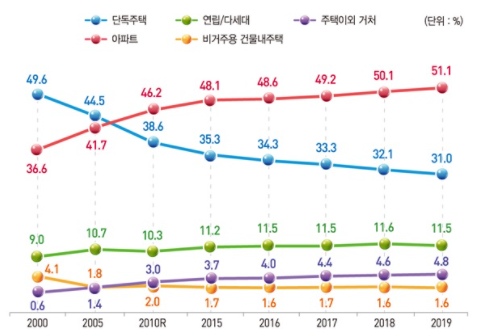 단독주택 연립/다세대 주택이외 거처 (단위 : %)
아파트 비거주용 건물내주택
49.6 44.5 38.6 35.3 34.3 33.3 32.1 31.0
36.6 41.7 46.2 48.1 48.6 49.2 50.1 51.1
9.0 10.7 10.3 11.2 11.5 11.5 11.6 11.5
4.1 1.8 2.0 1.7 1.6 1.7 1.6 1.6
0.6 1.4 3.0 3.7 4.0 4.4 4.6 4.8
2000 2005 2010R 2015 2016 2017 2018 2019